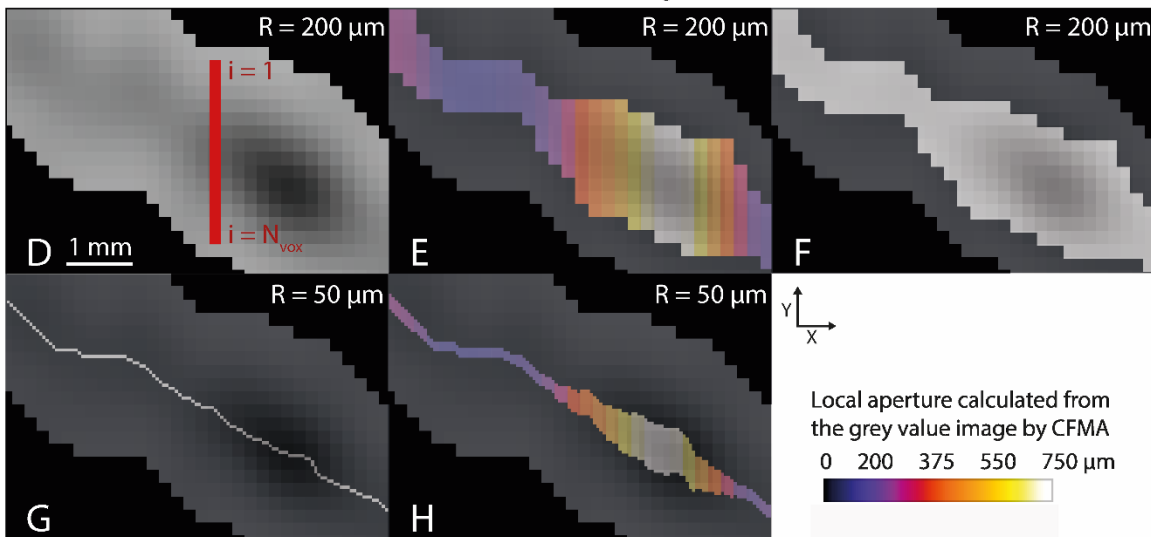 R = 200 μm
i = 1
i = Nvox
D
1 mm
R = 200 μm
E
R = 200 μm
F
R = 50 μm
G
R = 50 μm
H
Y
X
Local aperture calculated from
the grey value image by CFMA
0 200 375 550 750 μm